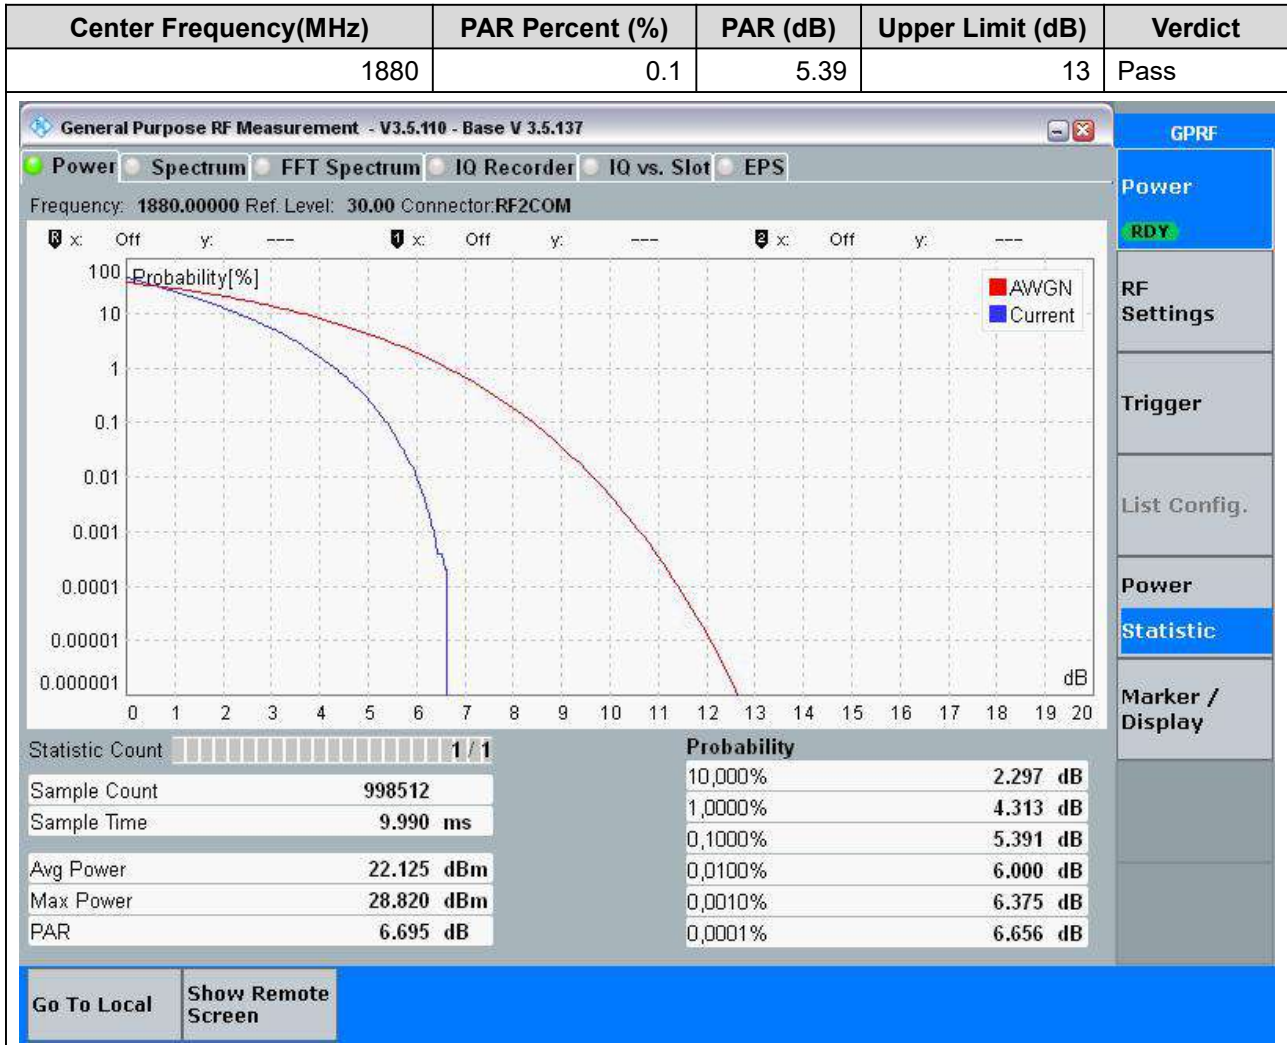 Center Frequency(MHz) PAR Percent (%) PAR (dB) Upper Limit (dB) Verdict
1880 0.1 5.39 13 Pass
General Purpose RF Measurement - V3.5.110 - Base V 3.5.137
GPRF
Power Spectrum FFT Spectrum IQ Recorder IQ vs. Slot EPS
Power
RDY
Frequency: 1880.00000 Ref. Level: 30.00 Connector:RF2COM
R x: Off y: --- 1 x: Off y: --- 2 x: Off y: ---
Probability[%]
100
10
1
0.1
0.01
0.001
0.0001
0.00001
0.000001
AWGN
Current
dB
0 1 2 3 4 5 6 7 8 9 10 11 12 13 14 15 16 17 18 19 20
RF
Settings
Trigger
List Config.
Power
Statistic
Marker /
Display
Statistic Count 1 / 1
Sample Count 998512
Sample Time 9.990 ms
Avg Power 22.125 dBm
Max Power 28.820 dBm
PAR 6.695 dB
Probability
10,000% 2.297 dB
1,0000% 4.313 dB
0,1000% 5.391 dB
0,0100% 6.000 dB
0,0010% 6.375 dB
0,0001% 6.656 dB
Go To Local
Show Remote
Screen